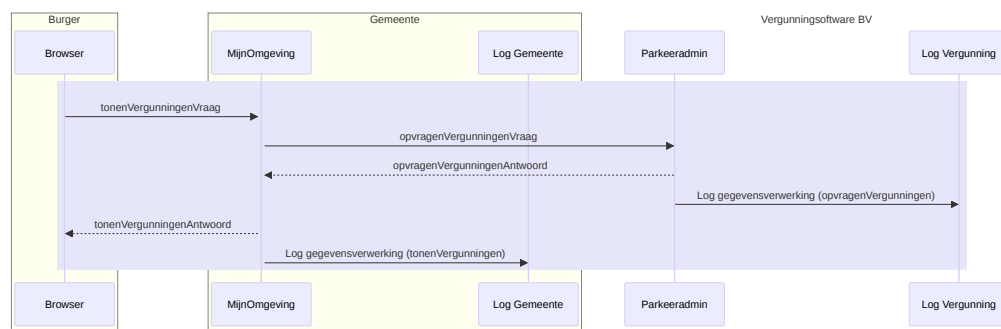 Burger
Gemeente
Vergunningsoftware BV
Browser
MijnOmgeving
Log Gemeente
Parkeeradmin
Log Vergunning
tonenVergunningenVraag
opvragenVergunningenVraag
opvragenVergunningenAntwoord
Log gegevensverwerking (opvragenVergunningen)
tonenVergunningenAntwoord
Log gegevensverwerking (tonenVergunningen)
Browser
MijnOmgeving
Log Gemeente
Parkeeradmin
Log Vergunning